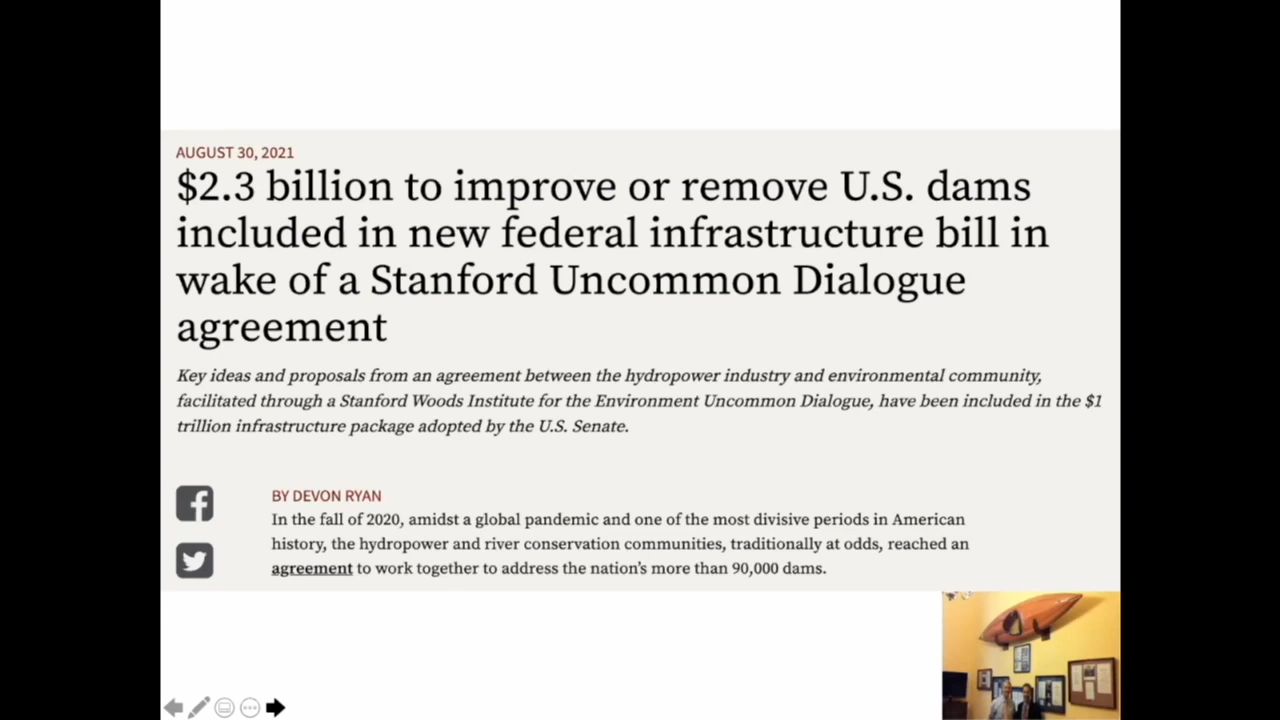 AUGUST 30, 2021
$2.3 billion to improve or remove U.S. dams
included in new federal infrastructure bill in
wake of a Stanford Uncommon Dialogue
agreement
Key ideas and proposals from an agreement between the hydropower industry and environmental community,
facilitated through a Stanford Woods Institute for the Environment Uncommon Dialogue, have been included in the $1
trillion infrastructure package adopted by the U.S. Senate.
BY DEVON RYAN
In the fall of 2020, amidst a global pandemic and one of the most divisive periods in American
history, the hydropower and river conservation communities, traditionally at odds, reached an
agreement to work together to address the nation's more than 90,000 dams.